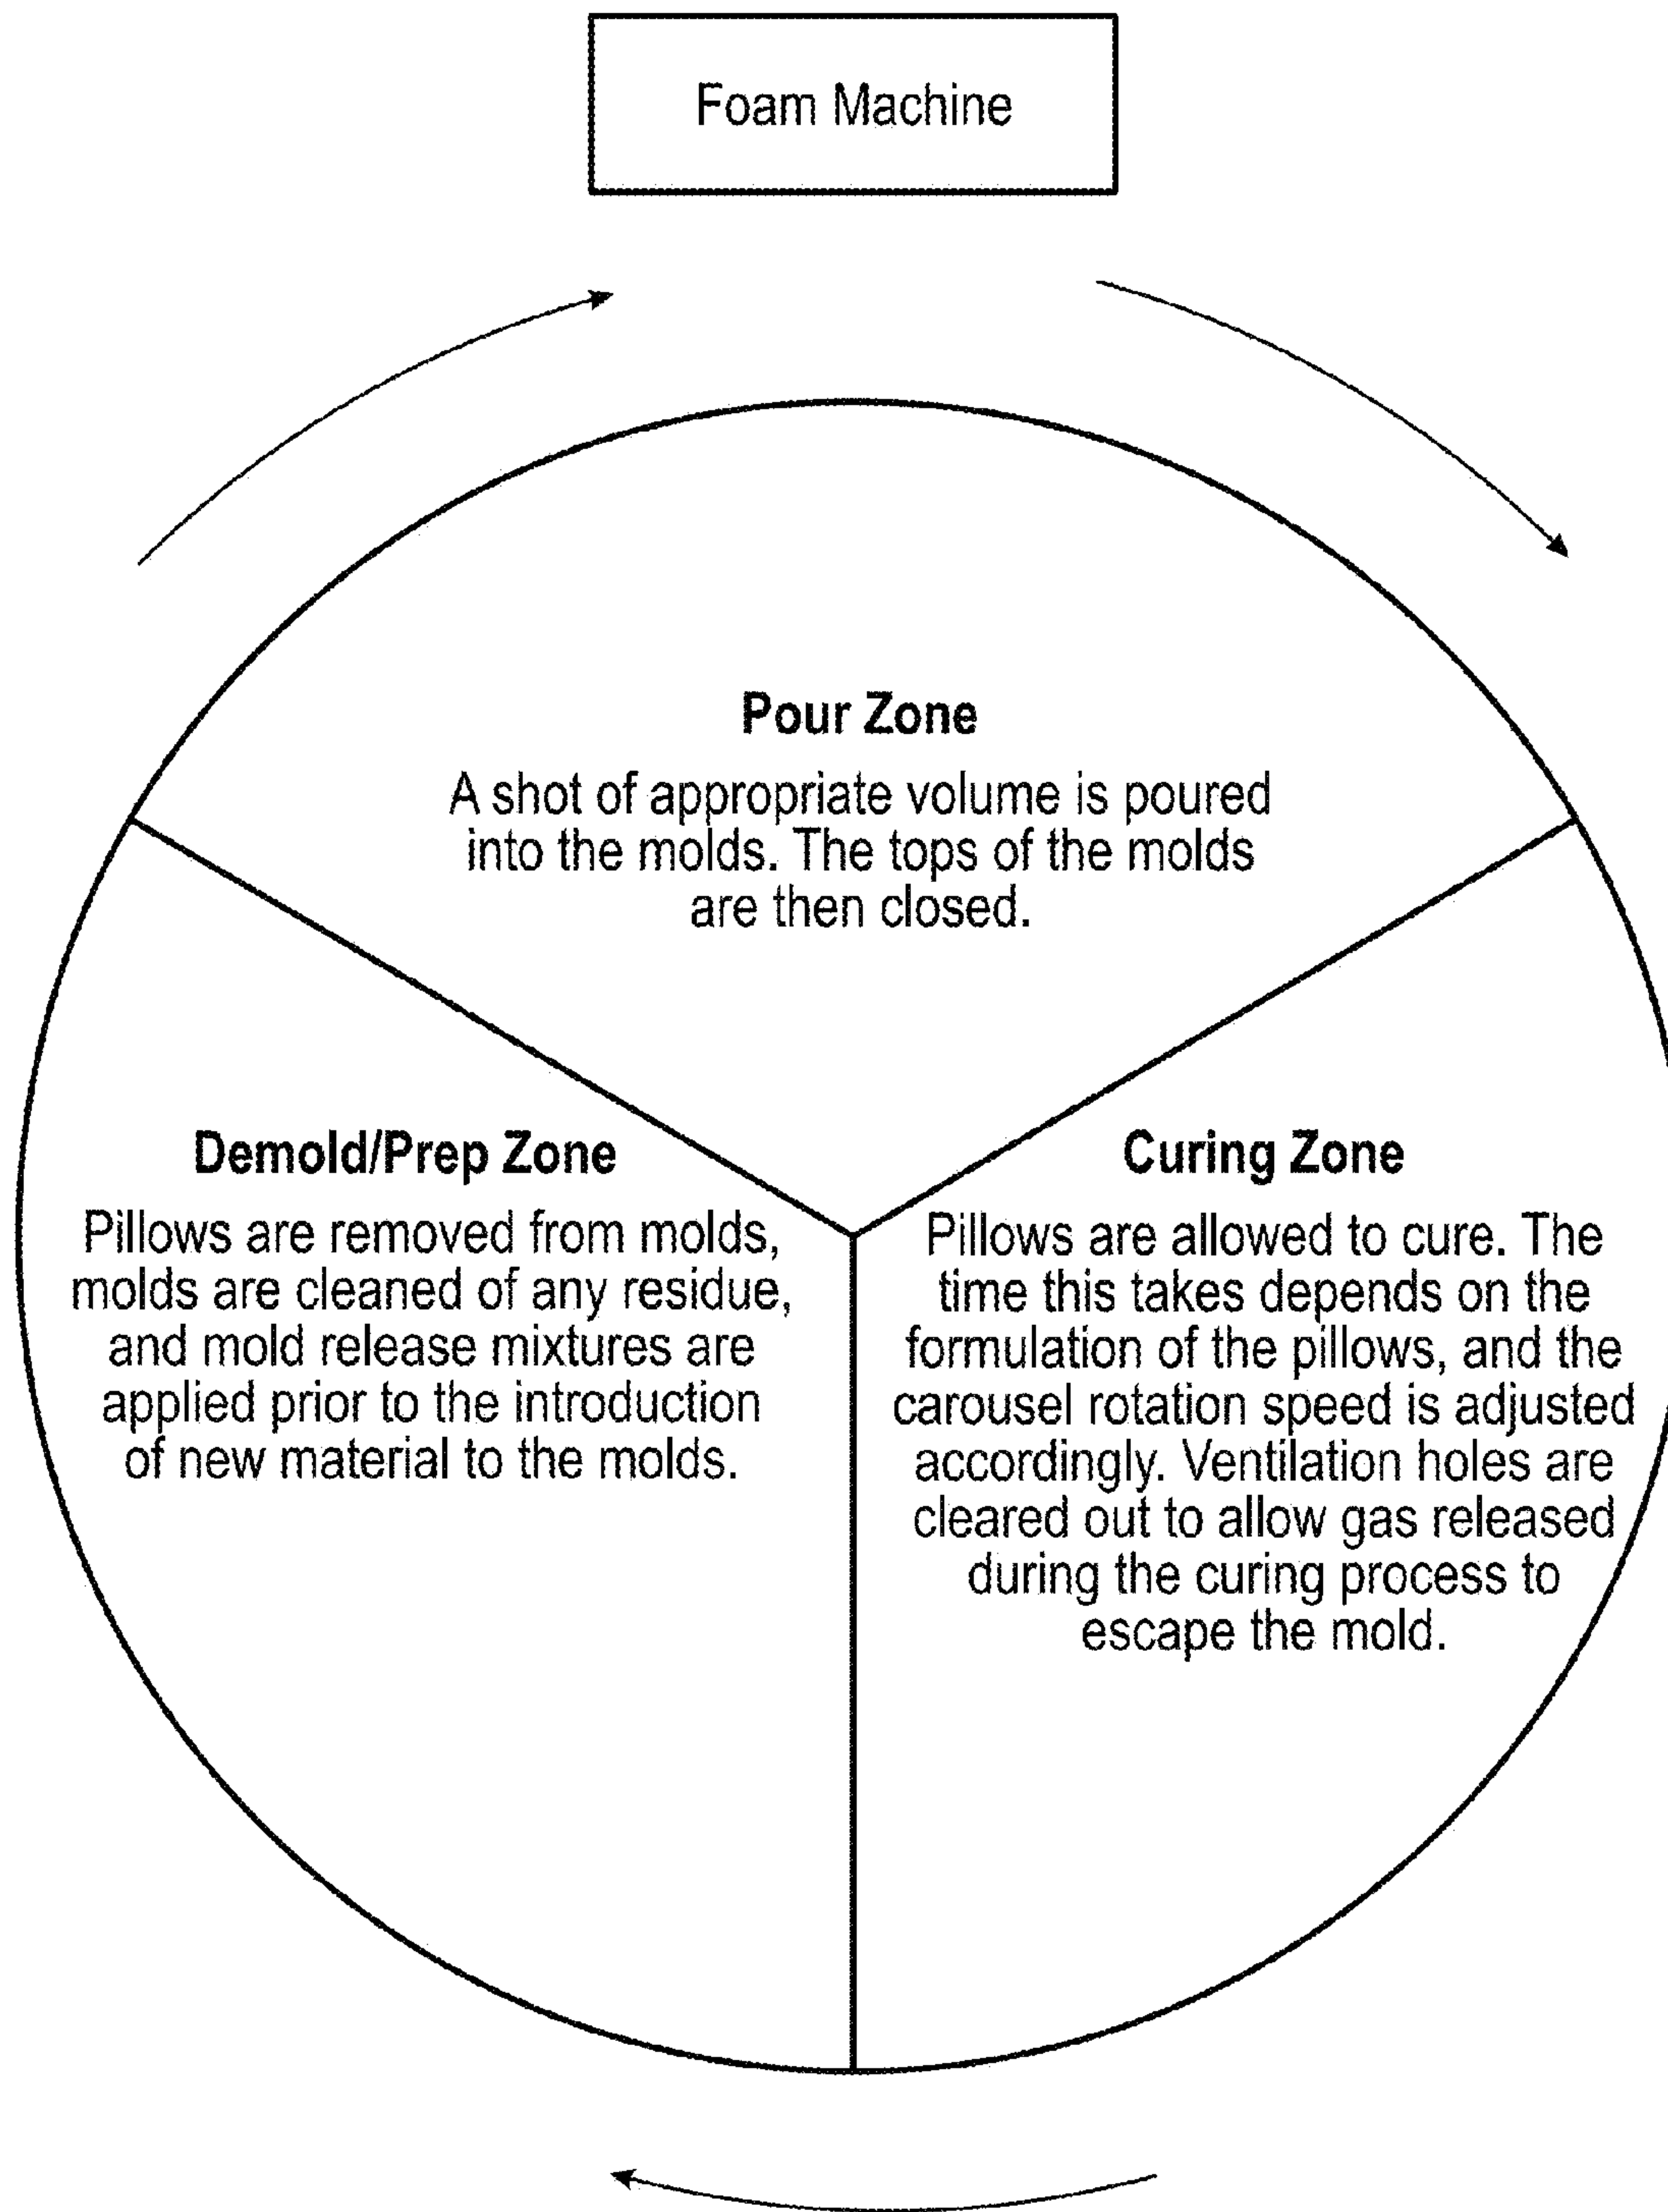 Foam Machine
Pour Zone
A shot of appropriate volume is poured
into the molds. The tops of the molds
are then closed.
Demold/Prep Zone
Pillows are removed from molds,
molds are cleaned of any residue,
and mold release mixtures are
applied prior to the introduction
of new material to the molds.
Curing Zone
Pillows are allowed to cure. The
time this takes depends on the
formulation of the pillows, and the
carousel rotation speed is adjusted
accordingly. Ventilation holes are
cleared out to allow gas released
during the curing process to
escape the mold.